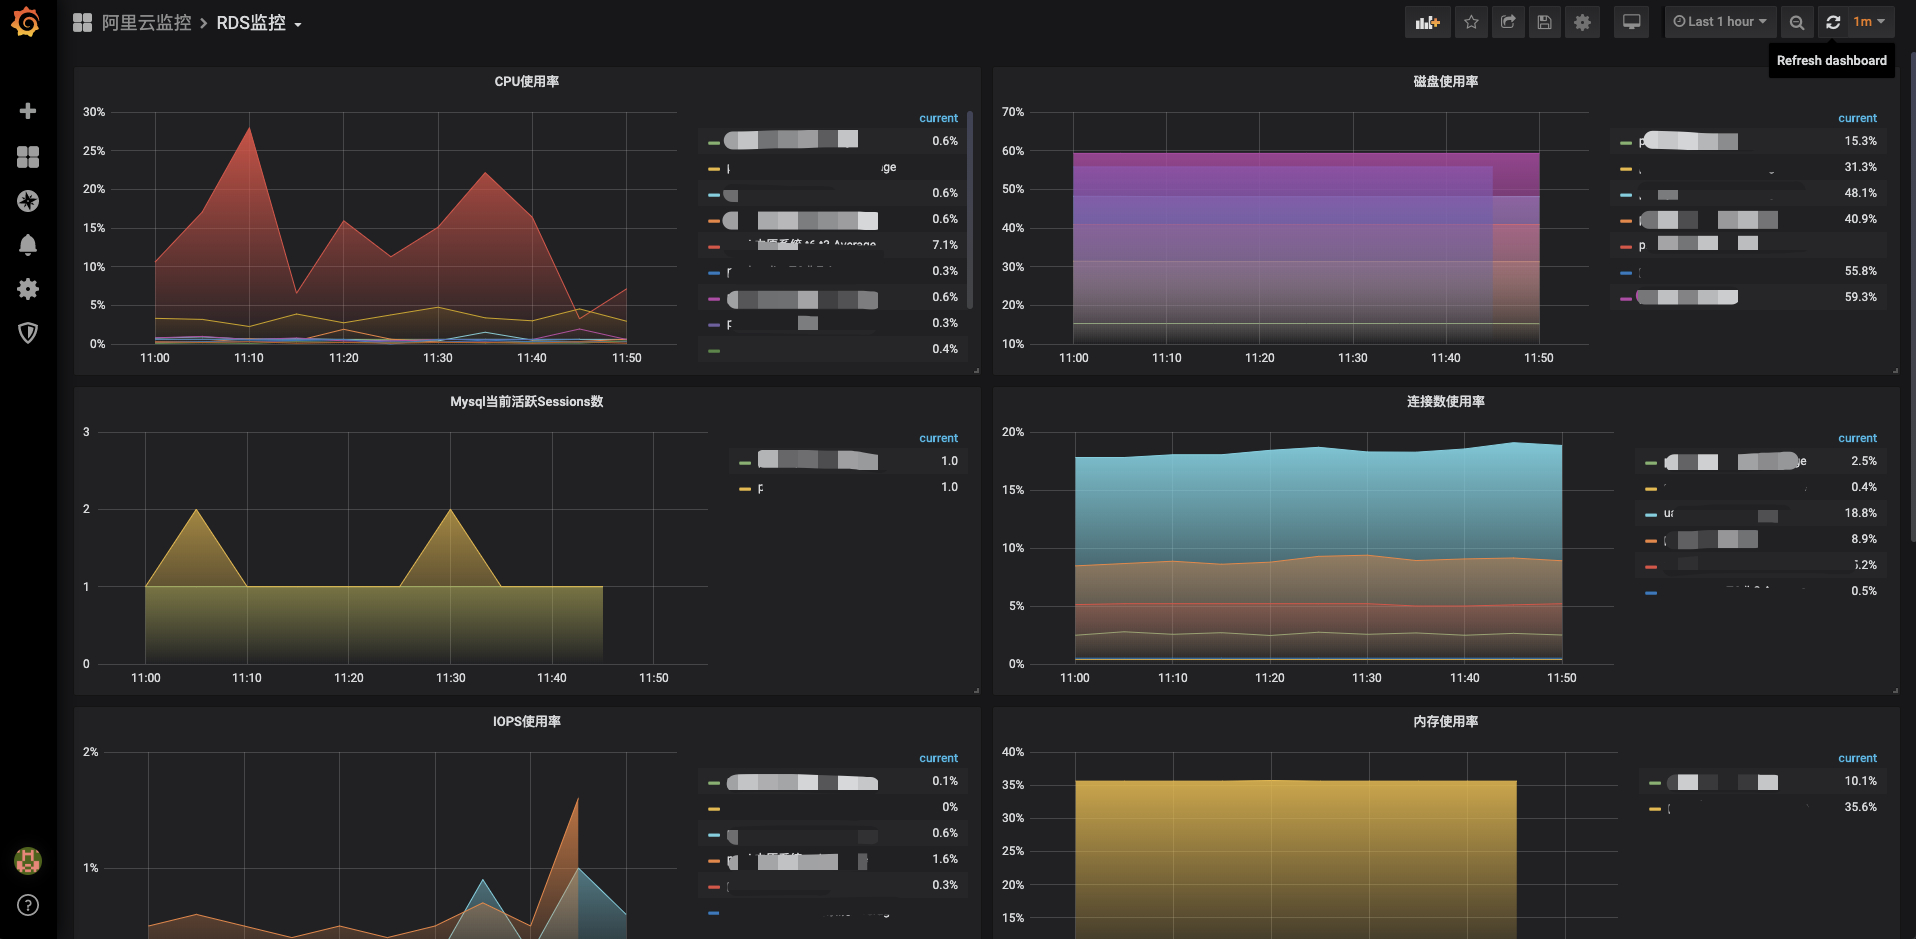 阿里云监控 > RDS监控
Last 1 hour
1m
Refresh dashboard
CPU使用率
30%
25%
20%
15%
10%
5%
0%
11:00 11:10 11:20 11:30 11:40 11:50
current
0.6%
ge
0.6%
0.6%
Average 7.1%
0.3%
0.6%
0.3%
0.4%
磁盘使用率
70%
60%
50%
40%
30%
20%
10%
11:00 11:10 11:20 11:30 11:40 11:50
current
15.3%
31.3%
48.1%
40.9%
p
55.8%
59.3%
Mysql当前活跃Sessions数
3
2
1
0
11:00 11:10 11:20 11:30 11:40 11:50
current
1.0
1.0
连接数使用率
20%
15%
10%
5%
0%
11:00 11:10 11:20 11:30 11:40 11:50
current
2.5%
0.4%
18.8%
8.9%
.2%
0.5%
IOPS使用率
2%
1%
current
0.1%
0%
0.6%
1.6%
0.3%
内存使用率
40%
35%
30%
25%
20%
15%
current
10.1%
35.6%